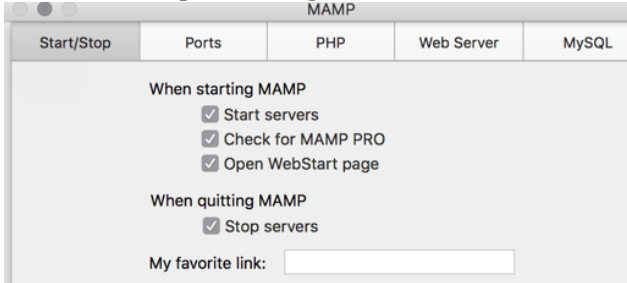 MAMP
Start/Stop Ports PHP Web Server MySQL
When starting MAMP
Start servers
Check for MAMP PRO
Open WebStart page
When quitting MAMP
Stop servers
My favorite link: